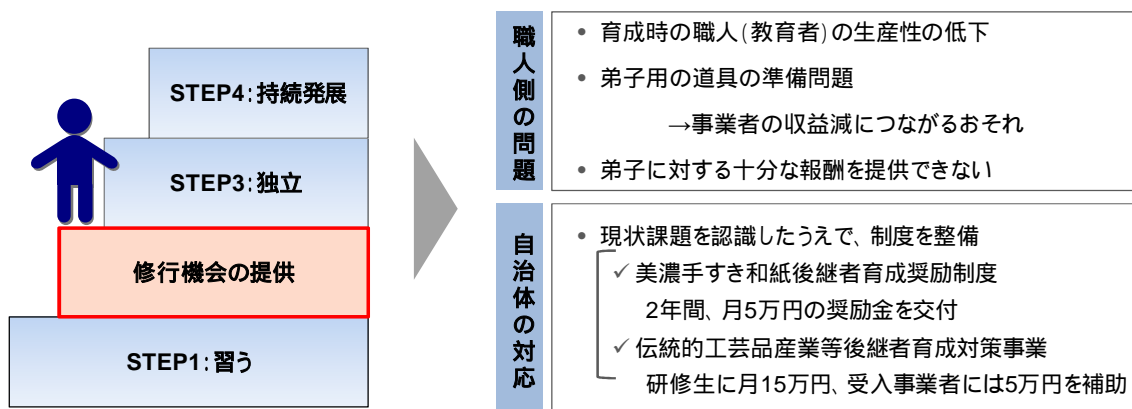 STEP4:持続発展
STEP3:独立
修行機会の提供
STEP1:習う
職人側の問題
• 育成時の職人(教育者)の生産性の低下
• 弟子用の道具の準備問題
→事業者の収益減につながるおそれ
• 弟子に対する十分な報酬を提供できない
自治体の対応
• 現状課題を認識したうえで、制度を整備
✓ 美濃手すき和紙後継者育成奨励制度
2年間、月5万円の奨励金を交付
✓ 伝統的工芸品産業等後継者育成対策事業
研修生に月15万円、受入事業者には5万円を補助